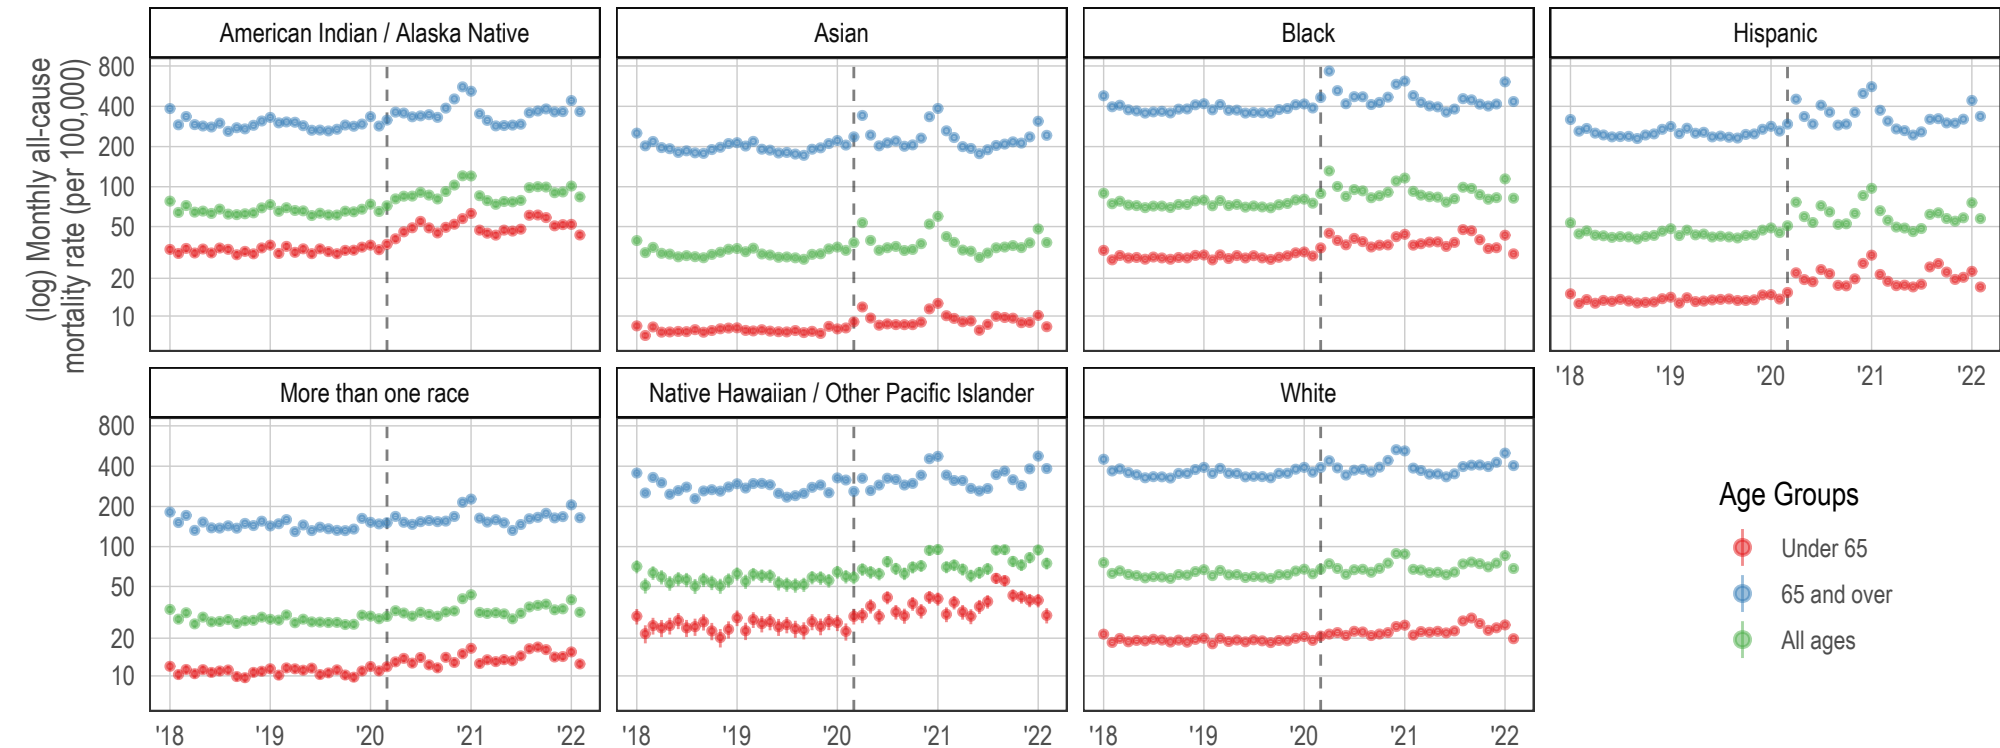 (log) Monthly all-cause
mortality rate (per 100,000)
American Indian / Alaska Native
Asian
Black
Hispanic
800
400
200
100
50
20
10
'18
'19
'20
'21
'22
More than one race
Native Hawaiian / Other Pacific Islander
White
800
400
200
100
50
20
10
'18
'19
'20
'21
'22
'18
'19
'20
'21
'22
'18
'19
'20
'21
'22
Age Groups
Under 65
65 and over
All ages